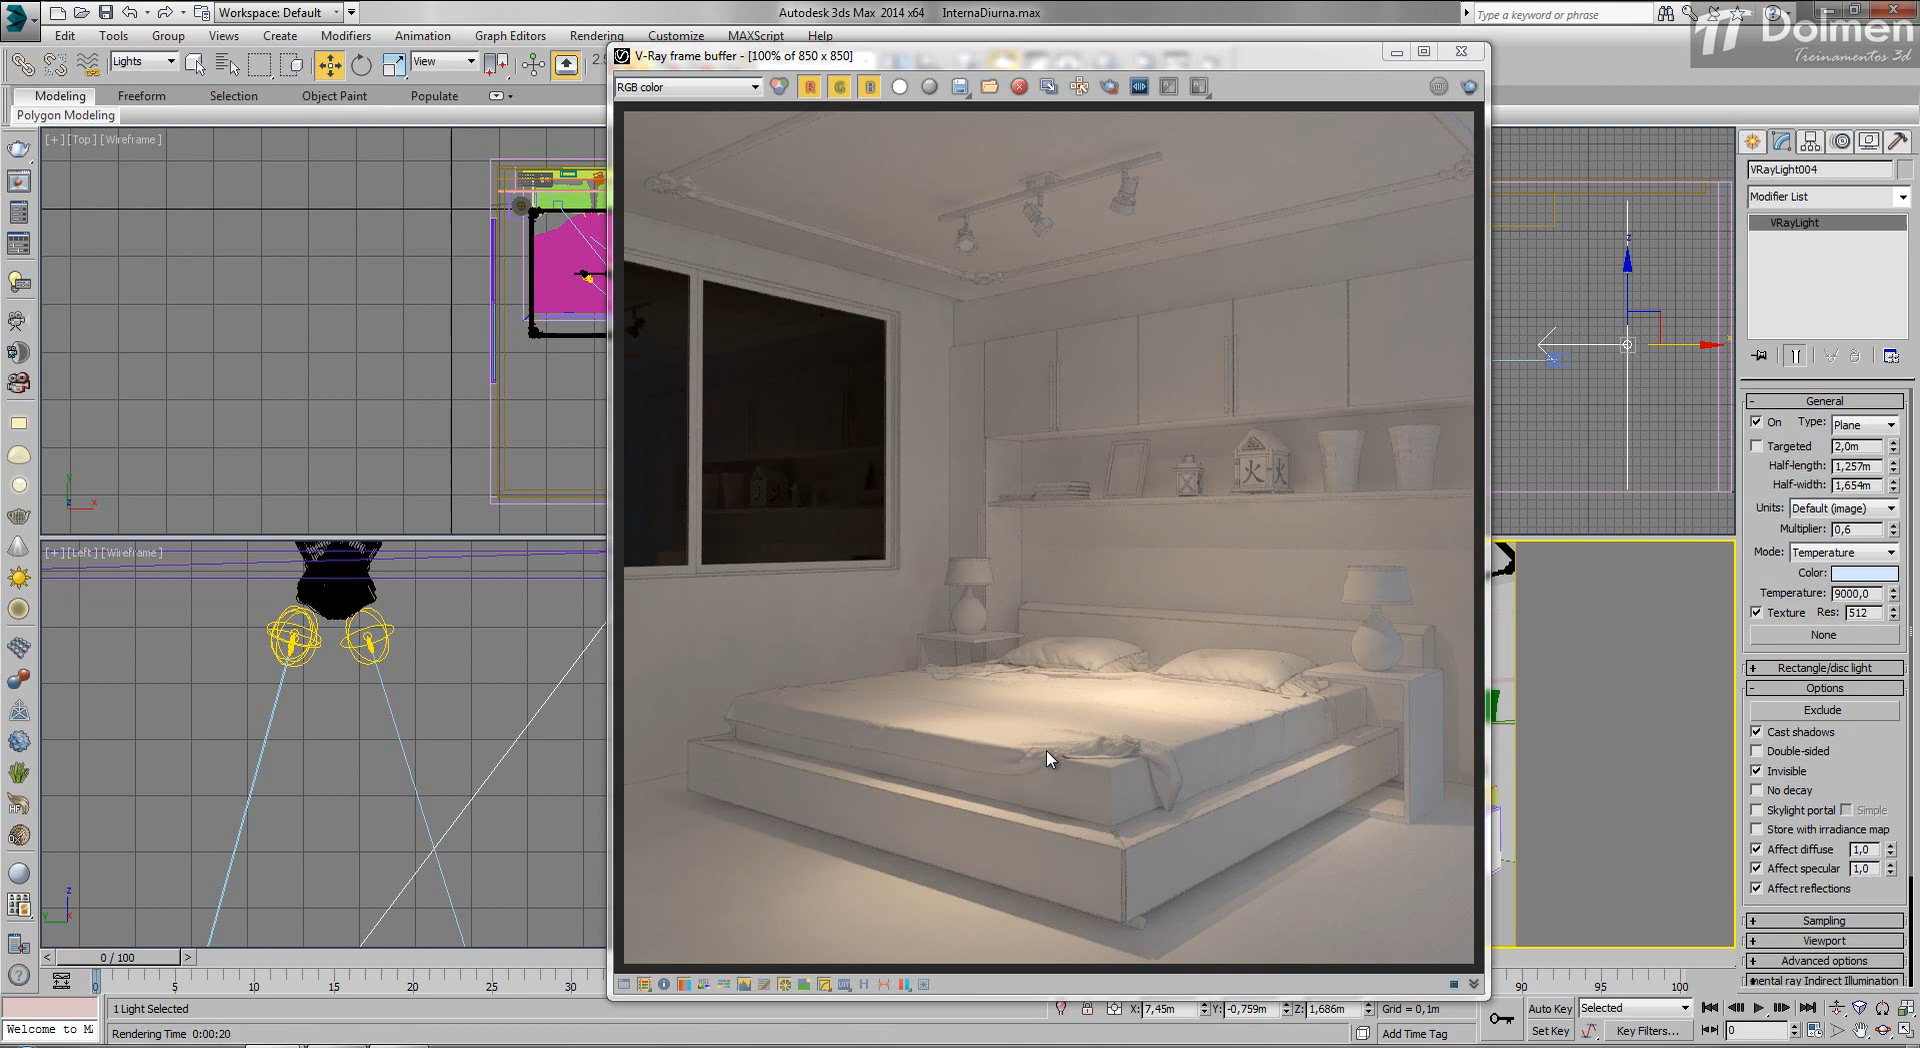 Workspace: Default
Autodesk 3ds Max 2014 x64 InternaDiurna.max
Type a keyword or phrase
Dolmen
Treinamentos 3d
Edit Tools Group Views Create Modifiers Animation Graph Editors Rendering Customize MAXScript Help
Lights
View
V-Ray frame buffer - [100% of 850 x 850]
RGB color
Modeling Freeform Selection Object Paint Populate
Polygon Modeling
[+][Top][Wireframe]
[+][Left][Wireframe]
火 火
VRayLight004
Modifier List
VRayLight
General
On Type: Plane
Targeted 2,0m
Half-length: 1,257m
Half-width: 1,654m
Units: Default (image)
Multiplier: 0,6
Mode: Temperature
Color:
Temperature: 9000,0
Texture Res: 512
None
Rectangle/disc light
Options
Exclude
Cast shadows
Double-sided
Invisible
No decay
Skylight portal Simple
Store with irradiance map
Affect diffuse 1,0
Affect specular 1,0
Affect reflections
Sampling
Viewport
Advanced options
mental ray Indirect Illumination
0 / 100
0 5 10 15 20 25 30 90 95 100
1 Light Selected
X: 7,45m Y: -0,759m Z: 1,686m Grid = 0,1m
Auto Key Selected
Welcome to MA
Rendering Time 0:00:20
Add Time Tag
Set Key Key Filters... 0